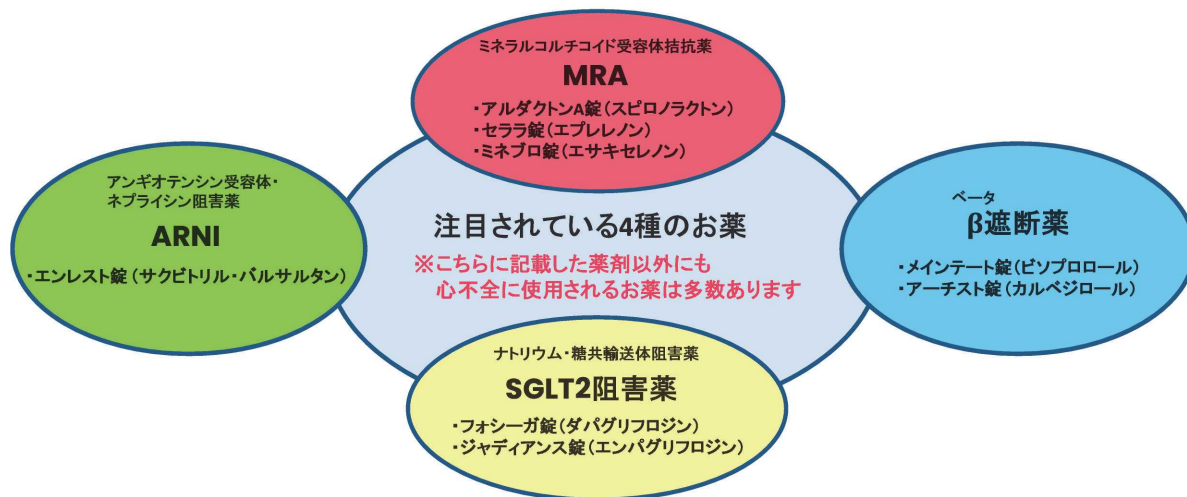 ミネラルコルチコイド受容体拮抗薬
MRA
・アルダクトンA錠(スピロノラクトン)
・セララ錠(エプレレノン)
・ミネブロ錠(エサキセレノン)
アンギオテンシン受容体・
ネプライシン阻害薬
ARNI
・エンレスト錠(サクビトリル・バルサルタン)
注目されている4種のお薬
※こちらに記載した薬剤以外にも
心不全に使用されるお薬は多数あります
ベータ
β遮断薬
・メインテート錠(ビソプロロール)
・アーチスト錠(カルベジロール)
ナトリウム・糖共輸送体阻害薬
SGLT2阻害薬
・フォシーガ錠(ダパグリフロジン)
・ジャディアンス錠(エンパグリフロジン)